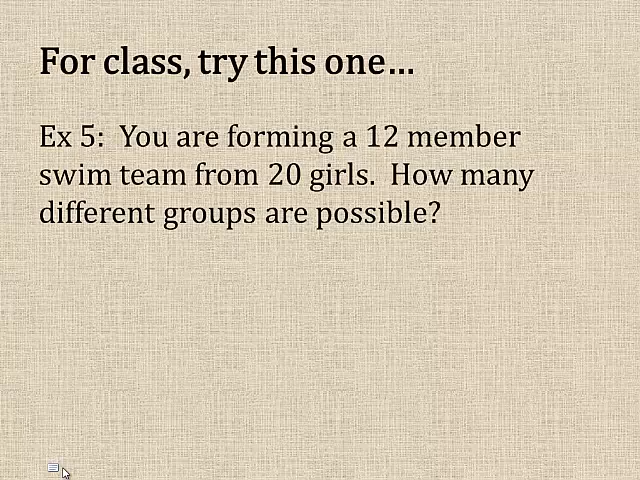 For class, try this one...
Ex 5:  You are forming a 12 member
swim team from 20 girls.  How many
different groups are possible?